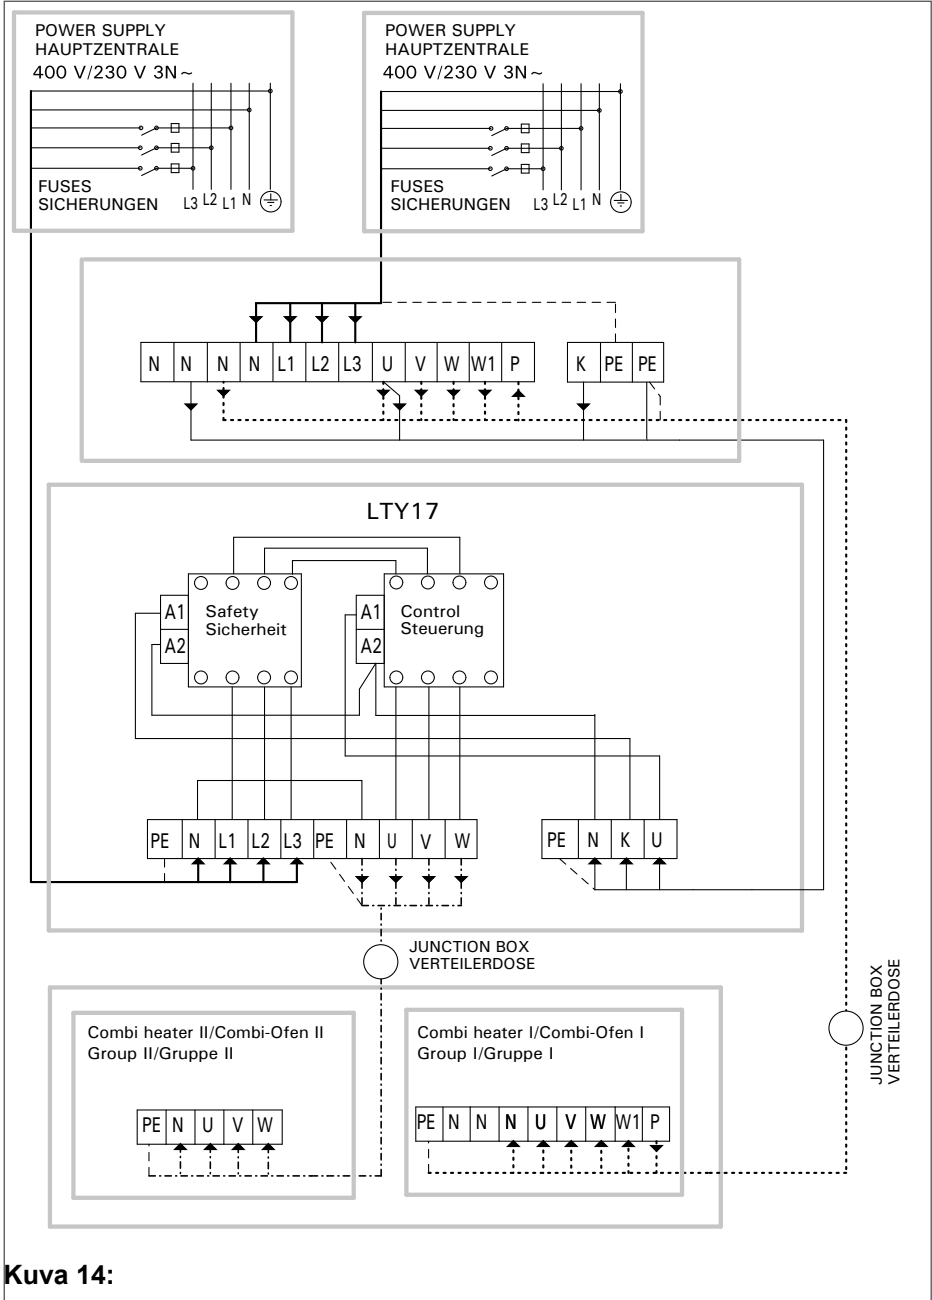 POWER SUPPLY
HAUPTZENTRALE
400 V/230 V 3N~
FUSES
SICHERUNGEN
L3 L2 L1 N
POWER SUPPLY
HAUPTZENTRALE
400 V/230 V 3N~
FUSES
SICHERUNGEN
L3 L2 L1 N
N N N N L1 L2 L3 U V W W1 P
K PE PE
LTY17
A1
A2
Safety
Sicherheit
A1
A2
Control
Steuerung
PE N L1 L2 L3 PE N U V W
PE N K U
JUNCTION BOX
VERTEILERDOSE
JUNCTION BOX
VERTEILERDOSE
Combi heater II/Combi-Ofen II
Group II/Gruppe II
PE N U V W
Combi heater I/Combi-Ofen I
Group I/Gruppe I
PE N N N U V W W1 P
Kuva 14: